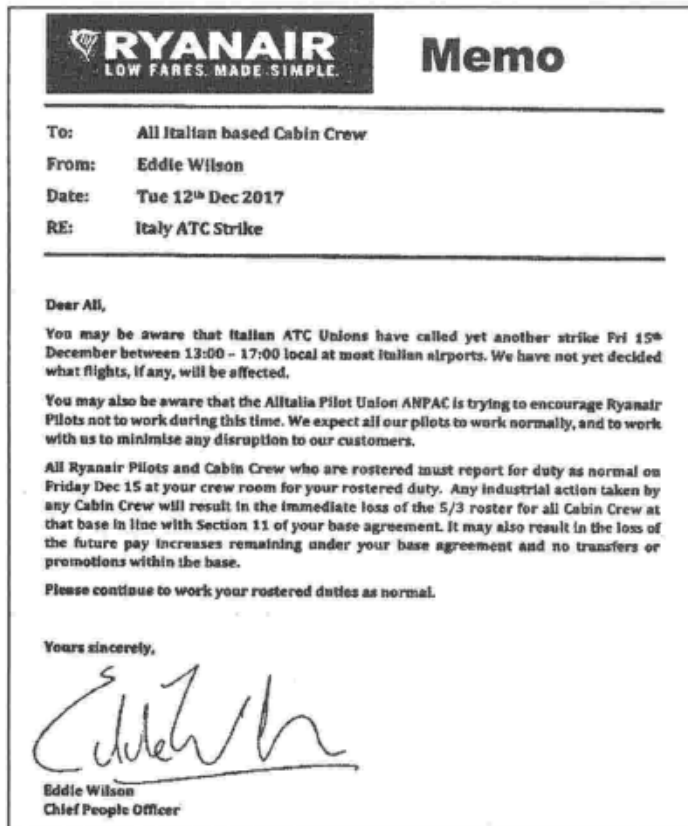 RYANAIR
LOW FARES. MADE SIMPLE.
Memo
To: All Italian based Cabin Crew
From: Eddie Wilson
Date: Tue 12th Dec 2017
RE: Italy ATC Strike
Dear All,
You may be aware that Italian ATC Unions have called yet another strike Fri 15th
December between 13:00 – 17:00 local at most Italian airports. We have not yet decided
what flights, if any, will be affected.
You may also be aware that the Alitalia Pilot Union ANPAC is trying to encourage Ryanair
Pilots not to work during this time. We expect all our pilots to work normally, and to work
with us to minimise any disruption to our customers.
All Ryanair Pilots and Cabin Crew who are rostered must report for duty as normal on
Friday Dec 15 at your crew room for your rostered duty. Any industrial action taken by
any Cabin Crew will result in the immediate loss of the 5/3 roster for all Cabin Crew at
that base in line with Section 11 of your base agreement. It may also result in the loss of
the future pay increases remaining under your base agreement and no transfers or
promotions within the base.
Please continue to work your rostered duties as normal.
Yours sincerely,
Eddie Wilson
Eddie Wilson
Chief People Officer